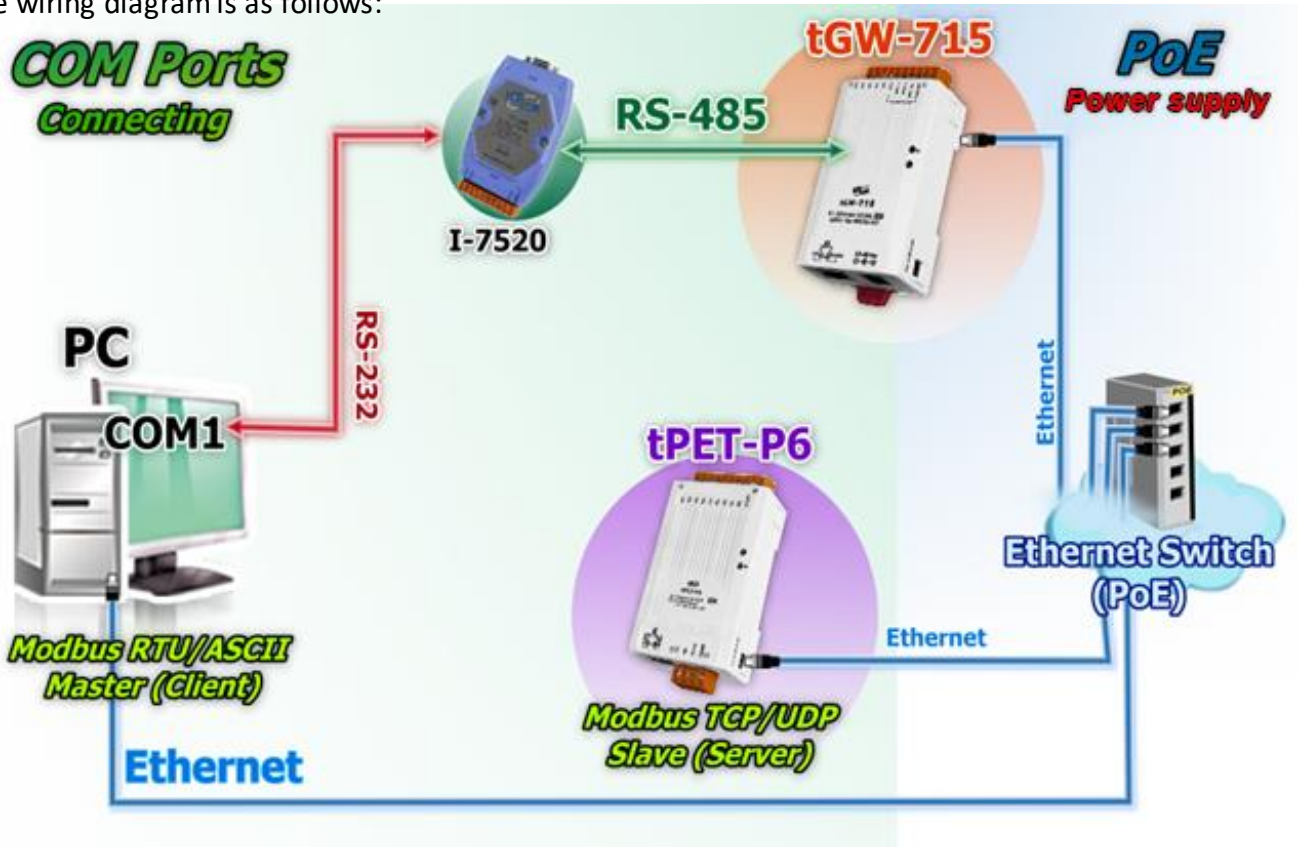 e wiring diagram is as follows:
COM Ports
Connecting
tGW-715
PoE
Power supply
RS-485
I-7520
RS-232
PC
COM1
Ethernet
POE
tPET-P6
Ethernet Switch
(PoE)
Ethernet
Modbus RTU/ASCII
Master (Client)
Modbus TCP/UDP
Slave (Server)
Ethernet